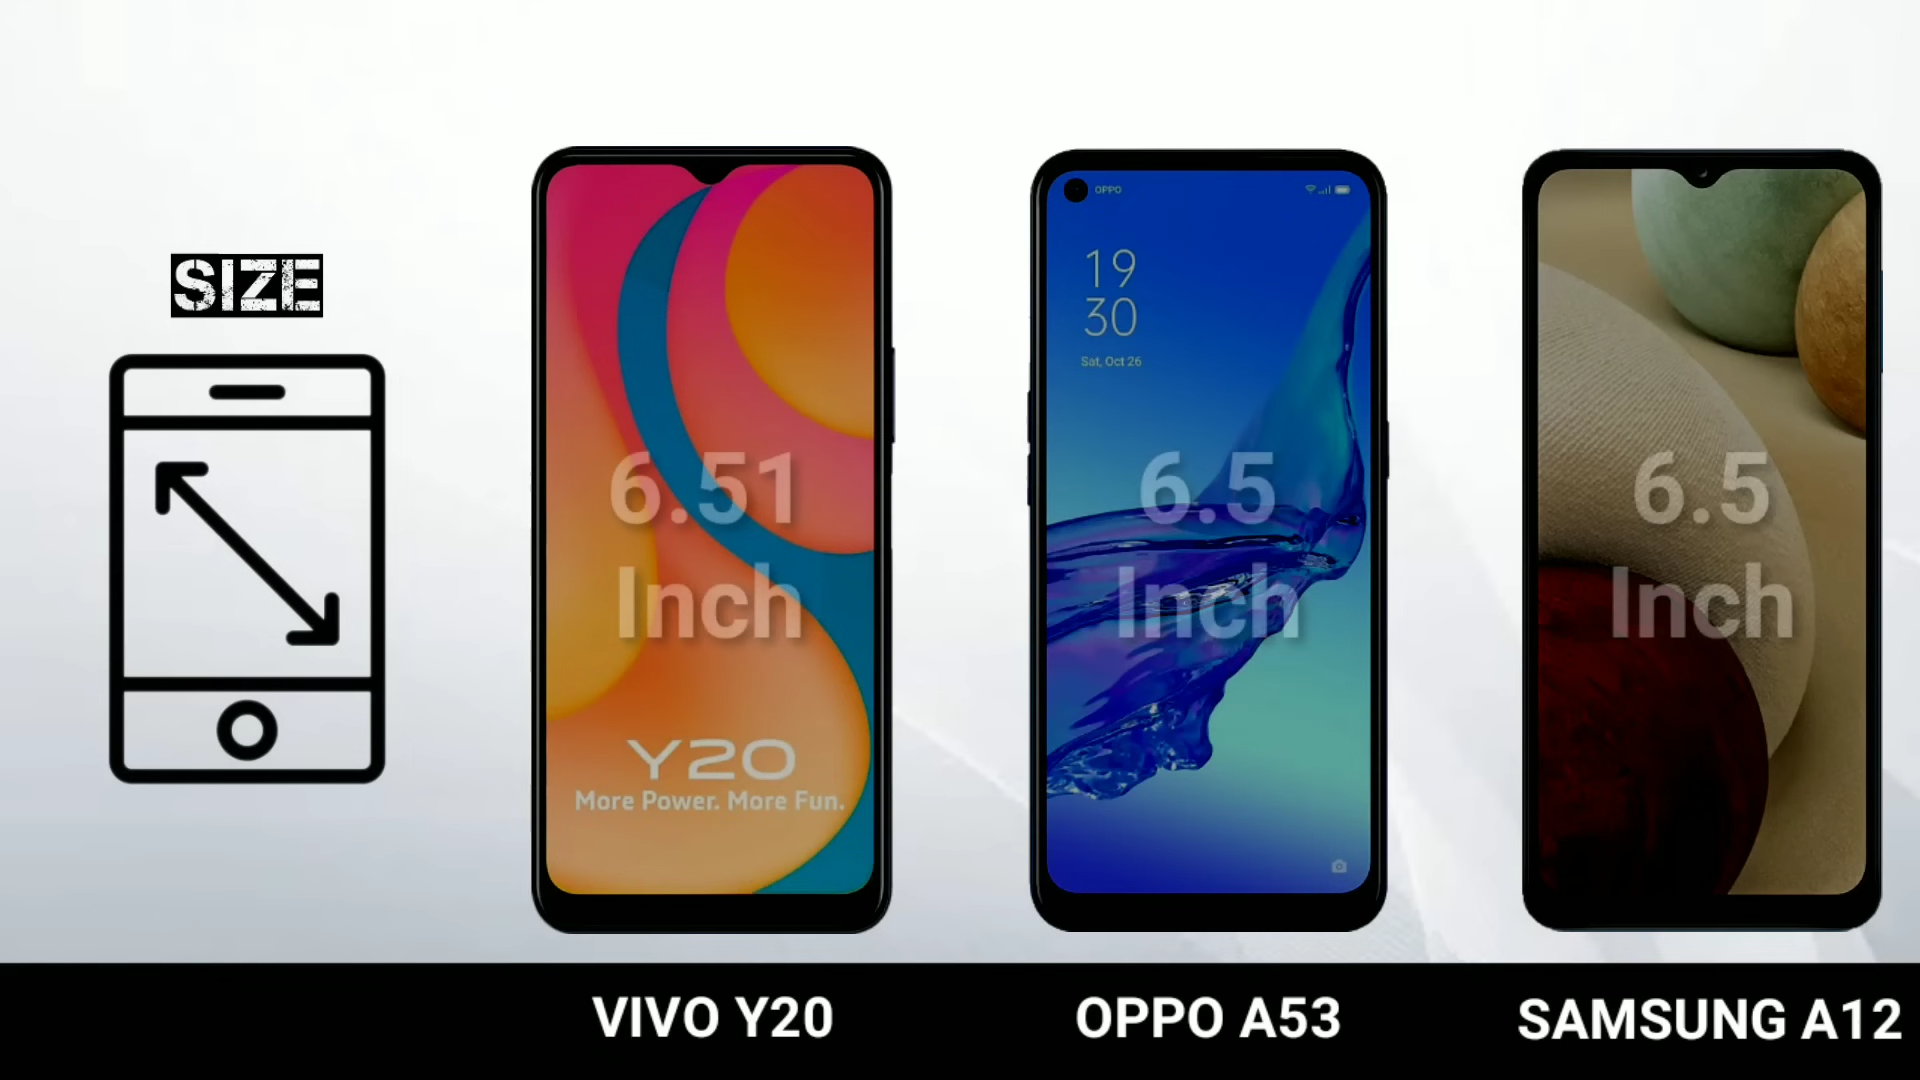 SIZE
6.51
Inch
Y20
More Power. More Fun.
OPPO
19
30
Sat, Oct 26
6.5
Inch
6.5
Inch
VIVO Y20
OPPO A53
SAMSUNG A12